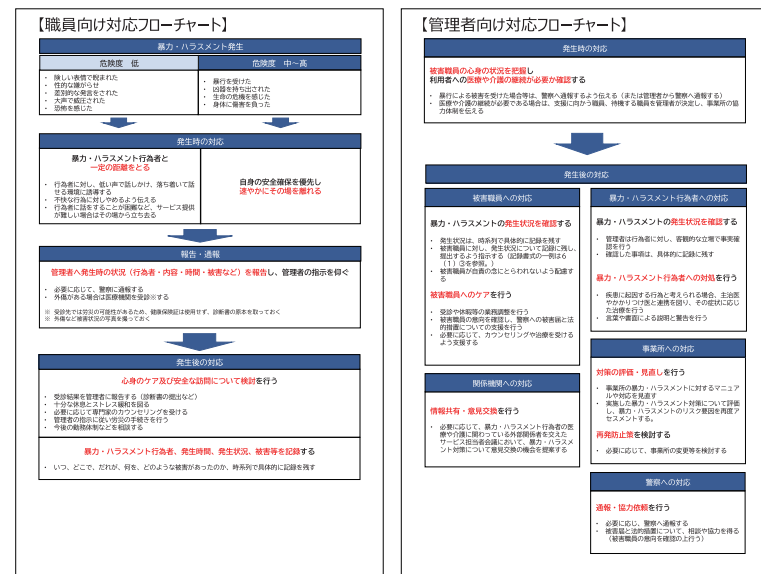 【職員向け対応フローチャート】
暴力・ハラスメント発生
危険度 低
・ 険しい表情で睨まれた
・ 性的な嫌がらせ
・ 差別的な発言をされた
・ 大声で威圧された
・ 恐怖を感じた
危険度 中~高
・ 暴行を受けた
・ 凶器を持ち出された
・ 生命の危機を感じた
・ 身体に傷害を負った
発生時の対応
暴力・ハラスメント行為者と
一定の距離をとる
・ 行為者に対し、低い声で話しかけ、落ち着いて話
せる環境に誘導する
・ 不快な行為に対しやめるよう伝える
・ 行為者に話をすることが困難など、サービス提供
が難しい場合はその場から立ち去る
自身の安全確保を優先し
速やかにその場を離れる
報告・通報
管理者へ発生時の状況(行為者・内容・時間・被害など)を報告し、管理者の指示を仰ぐ
・ 必要に応じて、警察に通報する
・ 外傷がある場合は医療機関を受診※する
※ 受診先では労災の可能性があるため、健康保険証は使用せず、診断書の原本を取っておく
※ 外傷など被害状況の写真を撮っておく
発生後の対応
心身のケア及び安全な訪問について検討を行う
・ 受診結果を管理者に報告する(診断書の提出など)
・ 十分な休息とストレス緩和を図る
・ 必要に応じて専門家のカウンセリングを受ける
・ 管理者の指示に従い労災の手続きを行う
・ 今後の勤務体制などを相談する
暴力・ハラスメント行為者、発生時間、発生状況、被害等を記録する
・ いつ、どこで、だれが、何を、どのような被害があったのか、時系列で具体的に記録を残す
【管理者向け対応フローチャート】
発生時の対応
被害職員の心身の状況を把握し
利用者への医療や介護の継続が必要か確認する
・ 暴行による被害を受けた場合等は、警察へ通報するよう伝える(または管理者から警察へ通報する)
・ 医療や介護の継続が必要である場合は、支援に向かう職員、待機する職員を管理者が決定し、事業所の協
力体制を伝える
発生後の対応
被害職員への対応
暴力・ハラスメントの発生状況を確認する
・ 発生状況は、時系列で具体的に記録を残す
・ 被害職員に対し、発生状況について記録に残し、
提出するよう指示する(記録書式の一例は6
(1)③を参照。)
・ 被害職員が自責の念にとらわれないよう配慮す
る
被害職員へのケアを行う
・ 受診や休暇等の業務調整を行う
・ 被害職員の意向を確認し、警察への被害届と法
的措置についての支援を行う
・ 必要に応じて、カウンセリングや治療を受ける
よう支援する
関係機関への対応
情報共有・意見交換を行う
・ 必要に応じて、暴力・ハラスメント行為者の医
療や介護に関わっている外部関係者を交えた
サービス担当者会議において、暴力・ハラスメ
ント対策について意見交換の機会を提案する
暴力・ハラスメント行為者への対応
暴力・ハラスメントの発生状況を確認する
・ 管理者は行為者に対し、客観的な立場で事実確
認を行う
・ 確認した事項は、具体的に記録に残す
暴力・ハラスメント行為者への対処を行う
・ 疾患に起因する行為と考えられる場合、主治医
やかかりつけ医と連携を図り、その症状に応じ
た治療を行う
・ 言葉や書面による説明と警告を行う
事業所への対応
対策の評価・見直しを行う
・ 事業所の暴力・ハラスメントに対するマニュア
ルや対応を見直す
・ 実施した暴力・ハラスメント対策について評価
し、暴力・ハラスメントのリスク要因を再度ア
セスメントする。
再発防止策を検討する
・ 必要に応じて、事業所の変更等を検討する
警察への対応
通報・協力依頼を行う
・ 必要に応じ、警察へ通報する
・ 被害届と法的措置について、相談や協力を得る
(被害職員の意向を確認の上行う)